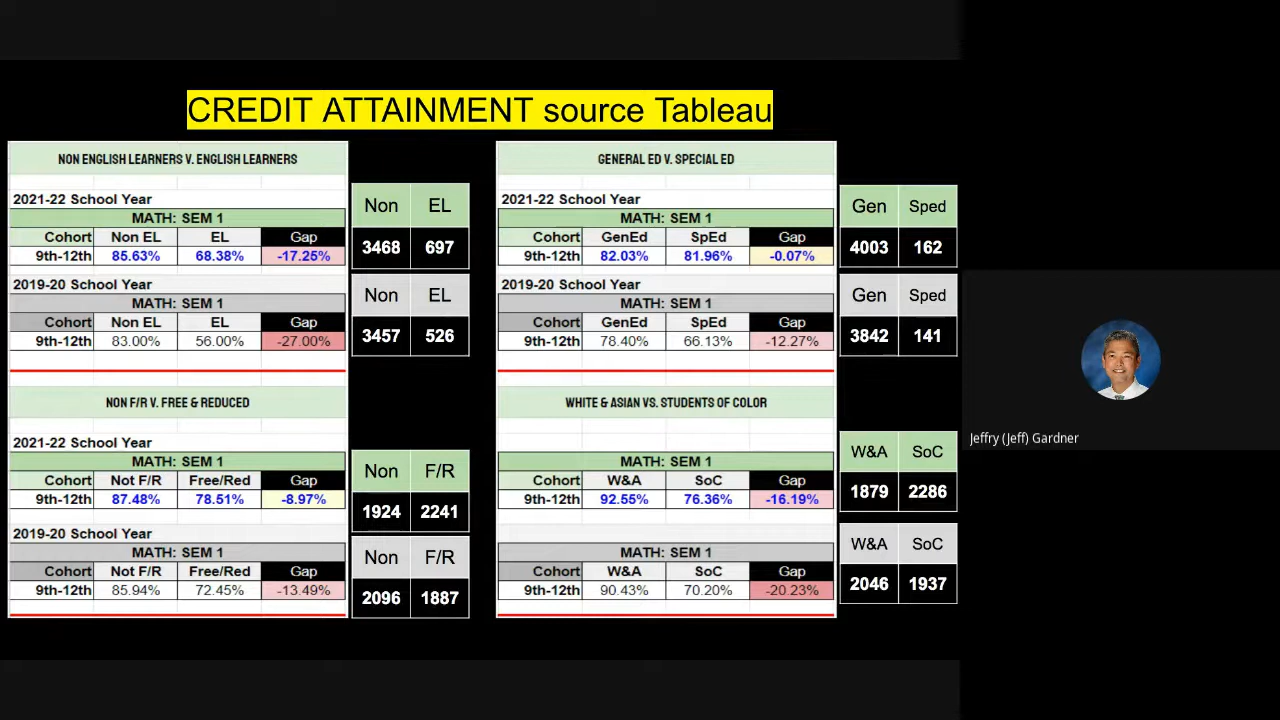 CREDIT ATTAINMENT source Tableau
NON ENGLISH LEARNERS V. ENGLISH LEARNERS
2021-22 School Year
MATH: SEM 1
Cohort Non EL EL Gap
9th-12th 85.63% 68.38% -17.25%
2019-20 School Year
MATH: SEM 1
Cohort Non EL EL Gap
9th-12th 83.00% 56.00% -27.00%
Non EL
3468 697
Non EL
3457 526
GENERAL ED V. SPECIAL ED
2021-22 School Year
MATH: SEM 1
Cohort GenEd SpEd Gap
9th-12th 82.03% 81.96% -0.07%
2019-20 School Year
MATH: SEM 1
Cohort GenEd SpEd Gap
9th-12th 78.40% 66.13% -12.27%
Gen Sped
4003 162
Gen Sped
3842 141
NON F/R V. FREE & REDUCED
2021-22 School Year
MATH: SEM 1
Cohort Not F/R Free/Red Gap
9th-12th 87.48% 78.51% -8.97%
2019-20 School Year
MATH: SEM 1
Cohort Not F/R Free/Red Gap
9th-12th 85.94% 72.45% -13.49%
Non F/R
1924 2241
Non F/R
2096 1887
WHITE & ASIAN VS. STUDENTS OF COLOR
MATH: SEM 1
Cohort W&A SoC Gap
9th-12th 92.55% 76.36% -16.19%
MATH: SEM 1
Cohort W&A SoC Gap
9th-12th 90.43% 70.20% -20.23%
W&A SoC
1879 2286
W&A SoC
2046 1937
Jeffry (Jeff) Gardner